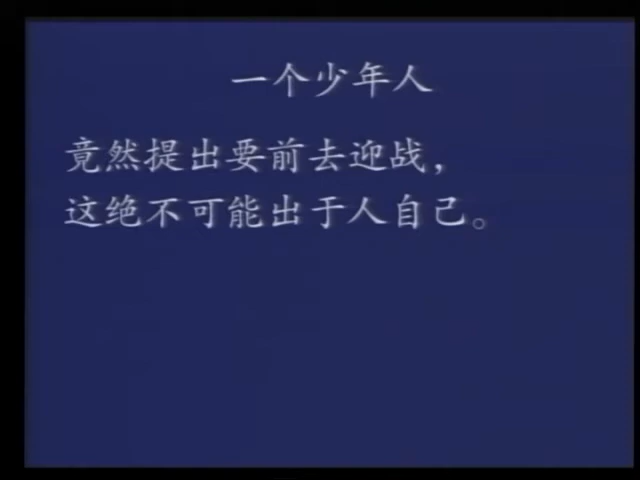 一个少年人
竟然提出要前去迎战，
这绝不可能出于人自己。